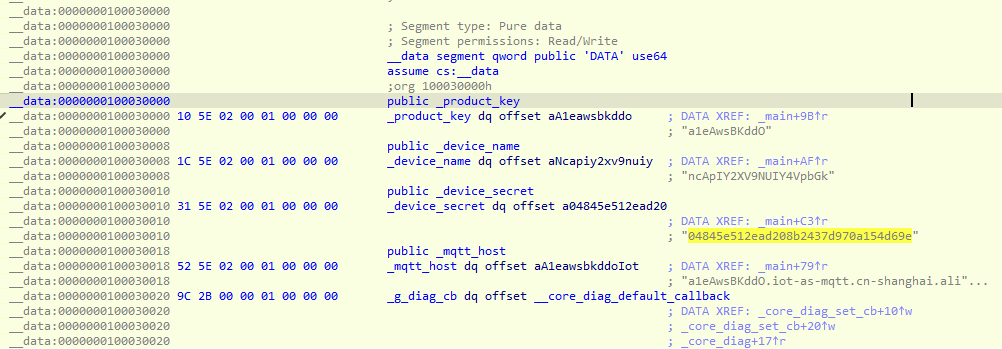 __data:0000000100030000
__data:0000000100030000 ; Segment type: Pure data
__data:0000000100030000 ; Segment permissions: Read/Write
__data:0000000100030000 __data segment qword public 'DATA' use64
__data:0000000100030000 assume cs:__data
__data:0000000100030000 ;org 100030000h
__data:0000000100030000 public _product_key
__data:0000000100030000 10 5E 02 00 01 00 00 00 _product_key dq offset aA1eawsbkddo ; DATA XREF: _main+9B↑r
__data:0000000100030000 ; "a1eAwsBKddO"
__data:0000000100030008 public _device_name
__data:0000000100030008 1C 5E 02 00 01 00 00 00 _device_name dq offset aNcapiy2xv9nuiy ; DATA XREF: _main+AF↑r
__data:0000000100030008 ; "ncApIY2XV9NUIY4VpbGk"
__data:0000000100030010 public _device_secret
__data:0000000100030010 31 5E 02 00 01 00 00 00 _device_secret dq offset a04845e512ead20
__data:0000000100030010 ; DATA XREF: _main+C3↑r
__data:0000000100030010 ; "04845e512ead208b2437d970a154d69e"
__data:0000000100030018 public _mqtt_host
__data:0000000100030018 52 5E 02 00 01 00 00 00 _mqtt_host dq offset aA1eawsbkddoIot ; DATA XREF: _main+79↑r
__data:0000000100030018 ; "a1eAwsBKddO.iot-as-mqtt.cn-shanghai.ali"...
__data:0000000100030020 9C 2B 00 00 01 00 00 00 _g_diag_cb dq offset __core_diag_default_callback
__data:0000000100030020 ; DATA XREF: _core_diag_set_cb+10↑w
__data:0000000100030020 ; _core_diag_set_cb+20↑w
__data:0000000100030020 ; _core_diag+17↑r